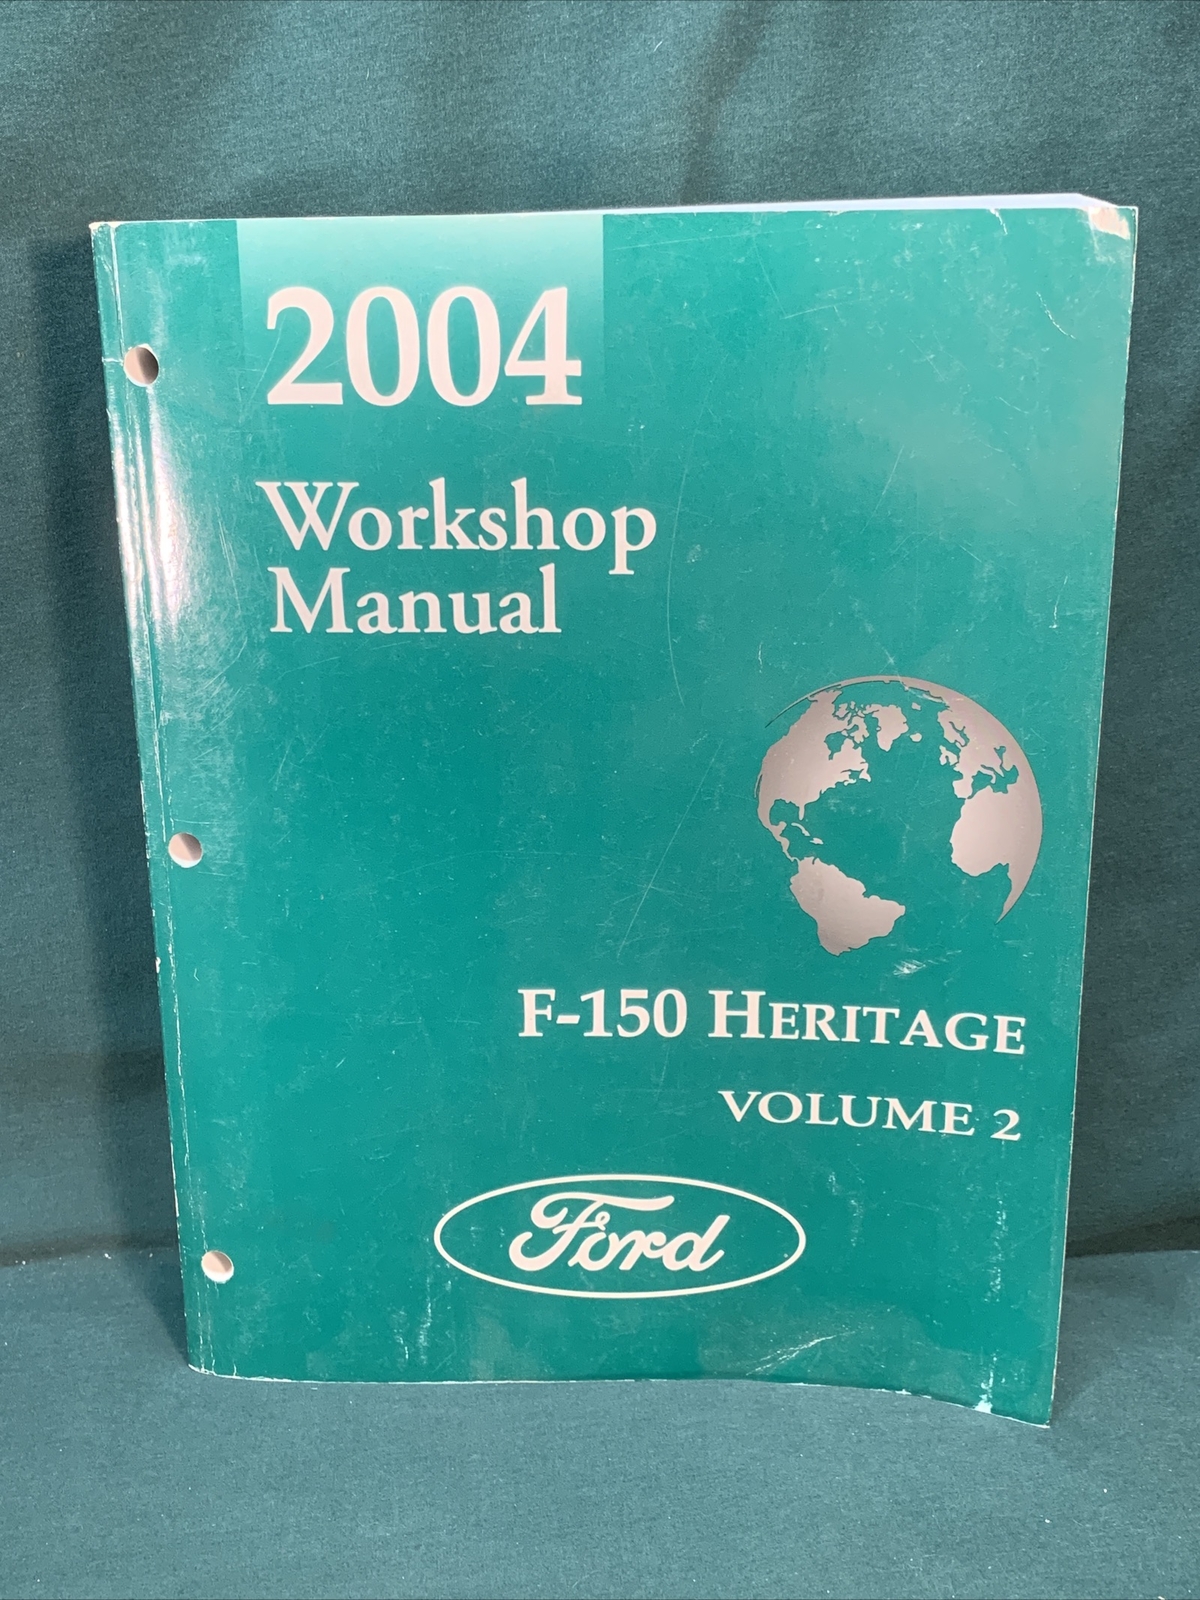 2004
Workshop
Manual
F-150 HERITAGE
VOLUME 2
Ford